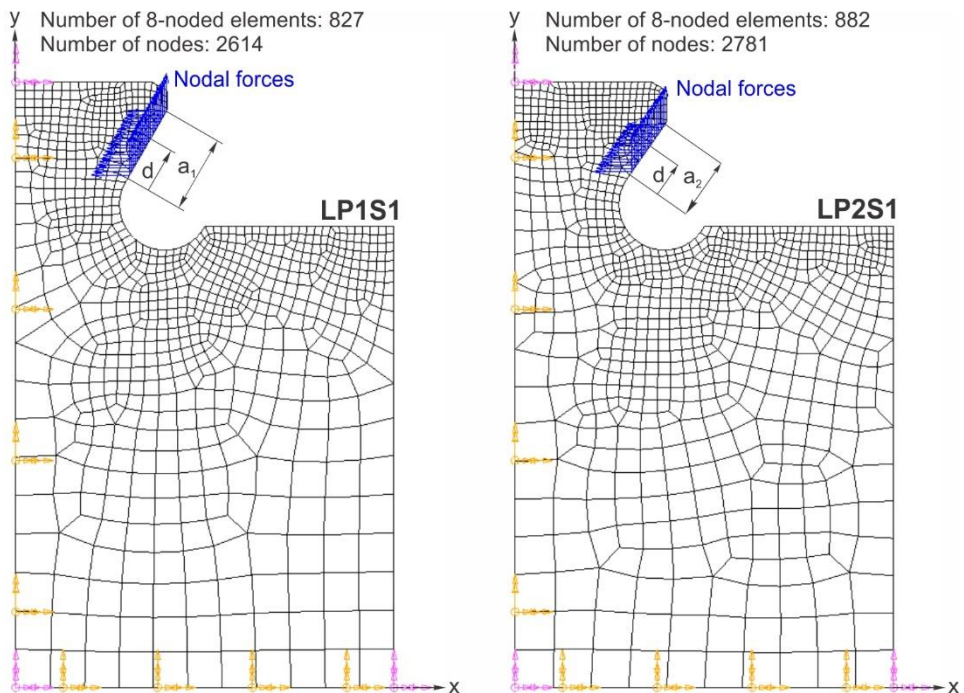 y
Number of 8-noded elements: 827
Number of nodes: 2614
Nodal forces
d
a1
LP1S1
x
y
Number of 8-noded elements: 882
Number of nodes: 2781
Nodal forces
d
a2
LP2S1
x